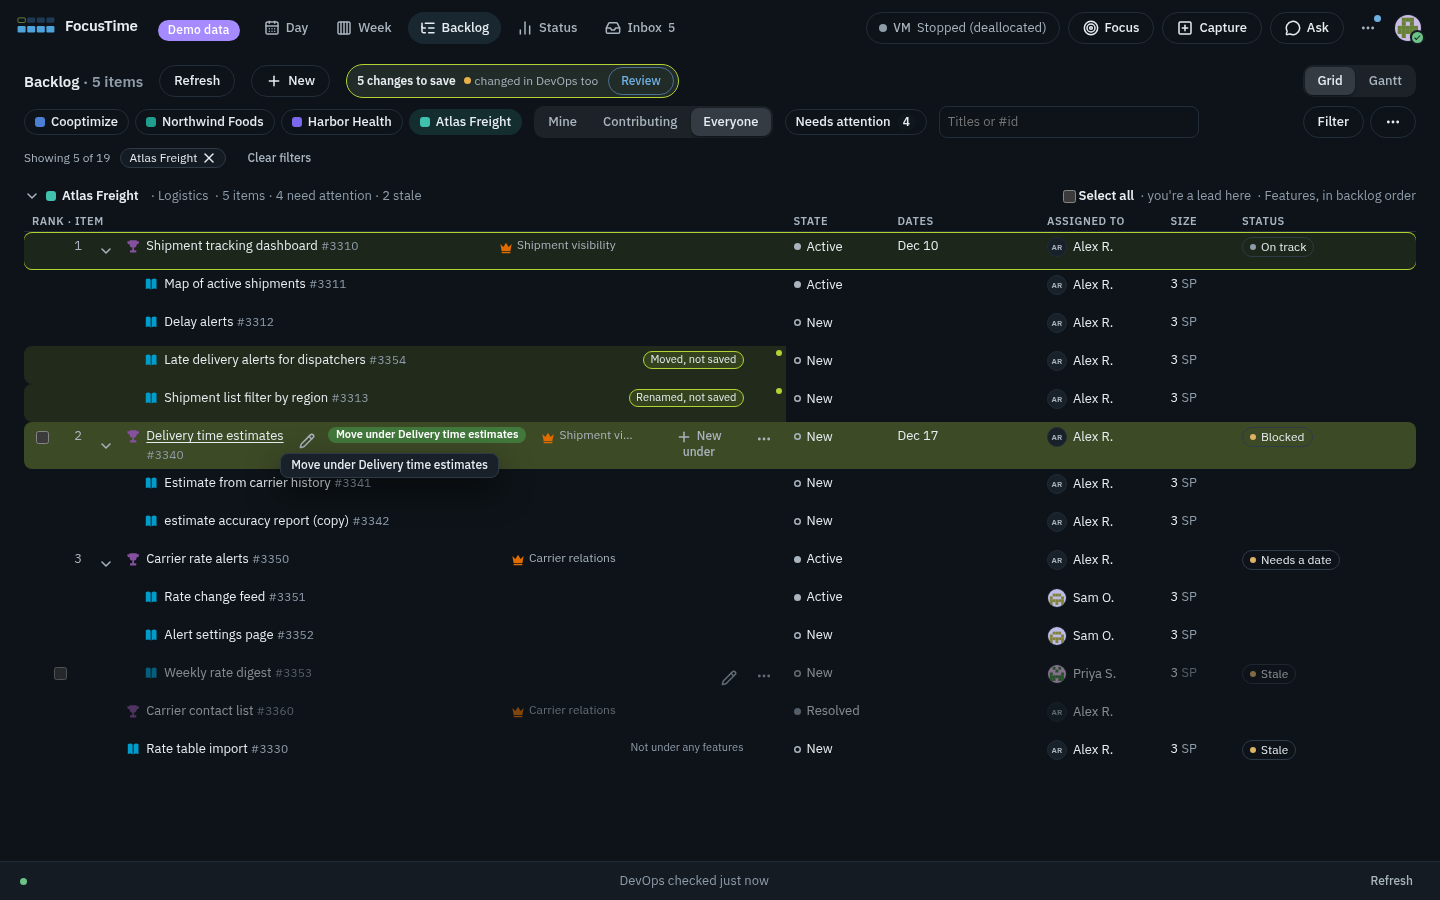 FocusTime
Demo data
Day
Week
Backlog
Status
Inbox 5
VM Stopped (deallocated)
Focus
Capture
Ask
Backlog · 5 items
Refresh
New
5 changes to save
changed in DevOps too
Review
Grid
Gantt
Cooptimize
Northwind Foods
Harbor Health
Atlas Freight
Mine
Contributing
Everyone
Needs attention 4
Titles or #id
Filter
Showing 5 of 19
Atlas Freight
Clear filters
Atlas Freight · Logistics · 5 items · 4 need attention · 2 stale
Select all · you're a lead here · Features, in backlog order
RANK · ITEM STATE DATES ASSIGNED TO SIZE STATUS
1 Shipment tracking dashboard #3310 Shipment visibility Active Dec 10 AR Alex R. On track
Map of active shipments #3311 Active AR Alex R. 3 SP
Delay alerts #3312 New AR Alex R. 3 SP
Late delivery alerts for dispatchers #3354 Moved, not saved New AR Alex R. 3 SP
Shipment list filter by region #3313 Renamed, not saved New AR Alex R. 3 SP
2 Delivery time estimates Move under Delivery time estimates Shipment vi... New New Dec 17 AR Alex R. Blocked
#3340 under
Move under Delivery time estimates
Estimate from carrier history #3341 New AR Alex R. 3 SP
estimate accuracy report (copy) #3342 New AR Alex R. 3 SP
3 Carrier rate alerts #3350 Carrier relations Active AR Alex R. Needs a date
Rate change feed #3351 Active Sam O. 3 SP
Alert settings page #3352 New Sam O. 3 SP
Weekly rate digest #3353 New Priya S. 3 SP Stale
Carrier contact list #3360 Carrier relations Resolved AR Alex R.
Rate table import #3330 Not under any features New AR Alex R. 3 SP Stale
DevOps checked just now
Refresh